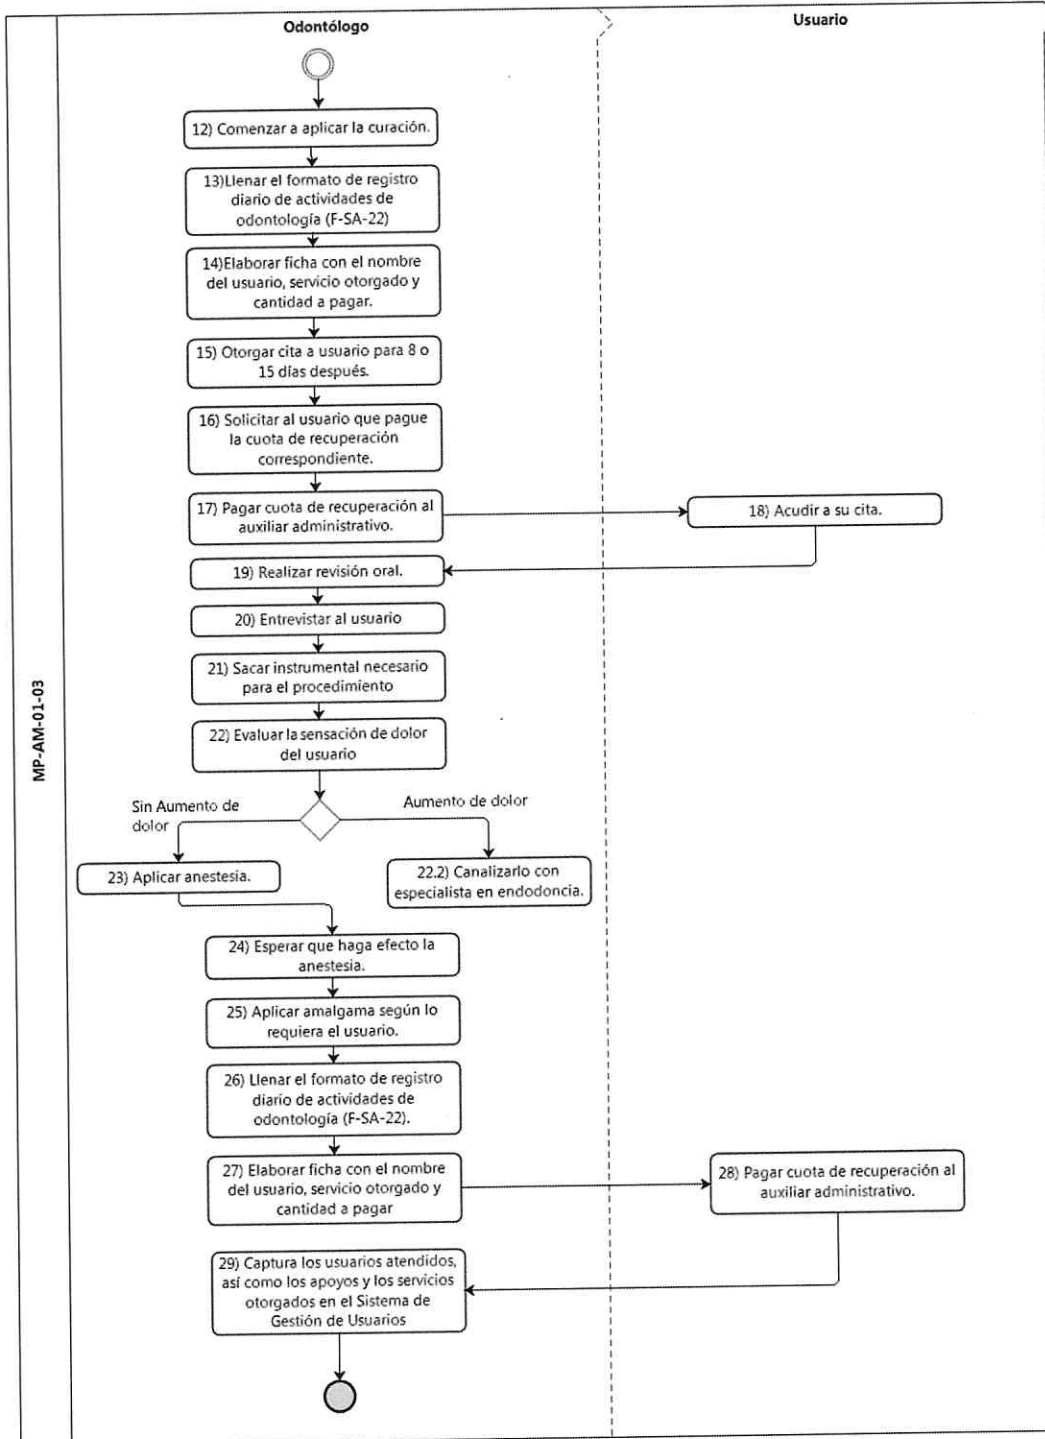 Odontólogo
Usuario
MP-AM-01-03
12) Comenzar a aplicar la curación.
13)Llenar el formato de registro
diario de actividades de
odontología (F-SA-22)
14)Elaborar ficha con el nombre
del usuario, servicio otorgado y
cantidad a pagar.
15) Otorgar cita a usuario para 8 o
15 días después.
16) Solicitar al usuario que pague
la cuota de recuperación
correspondiente.
17) Pagar cuota de recuperación al
auxiliar administrativo.
18) Acudir a su cita.
19) Realizar revisión oral.
20) Entrevistar al usuario
21) Sacar instrumental necesario
para el procedimiento
22) Evaluar la sensación de dolor
del usuario
Sin Aumento de
dolor
Aumento de dolor
23) Aplicar anestesia.
22.2) Canalizarlo con
especialista en endodoncia.
24) Esperar que haga efecto la
anestesia.
25) Aplicar amalgama según lo
requiera el usuario.
26) Llenar el formato de registro
diario de actividades de
odontología (F-SA-22).
27) Elaborar ficha con el nombre
del usuario, servicio otorgado y
cantidad a pagar
28) Pagar cuota de recuperación al
auxiliar administrativo.
29) Captura los usuarios atendidos,
así como los apoyos y los servicios
otorgados en el Sistema de
Gestión de Usuarios